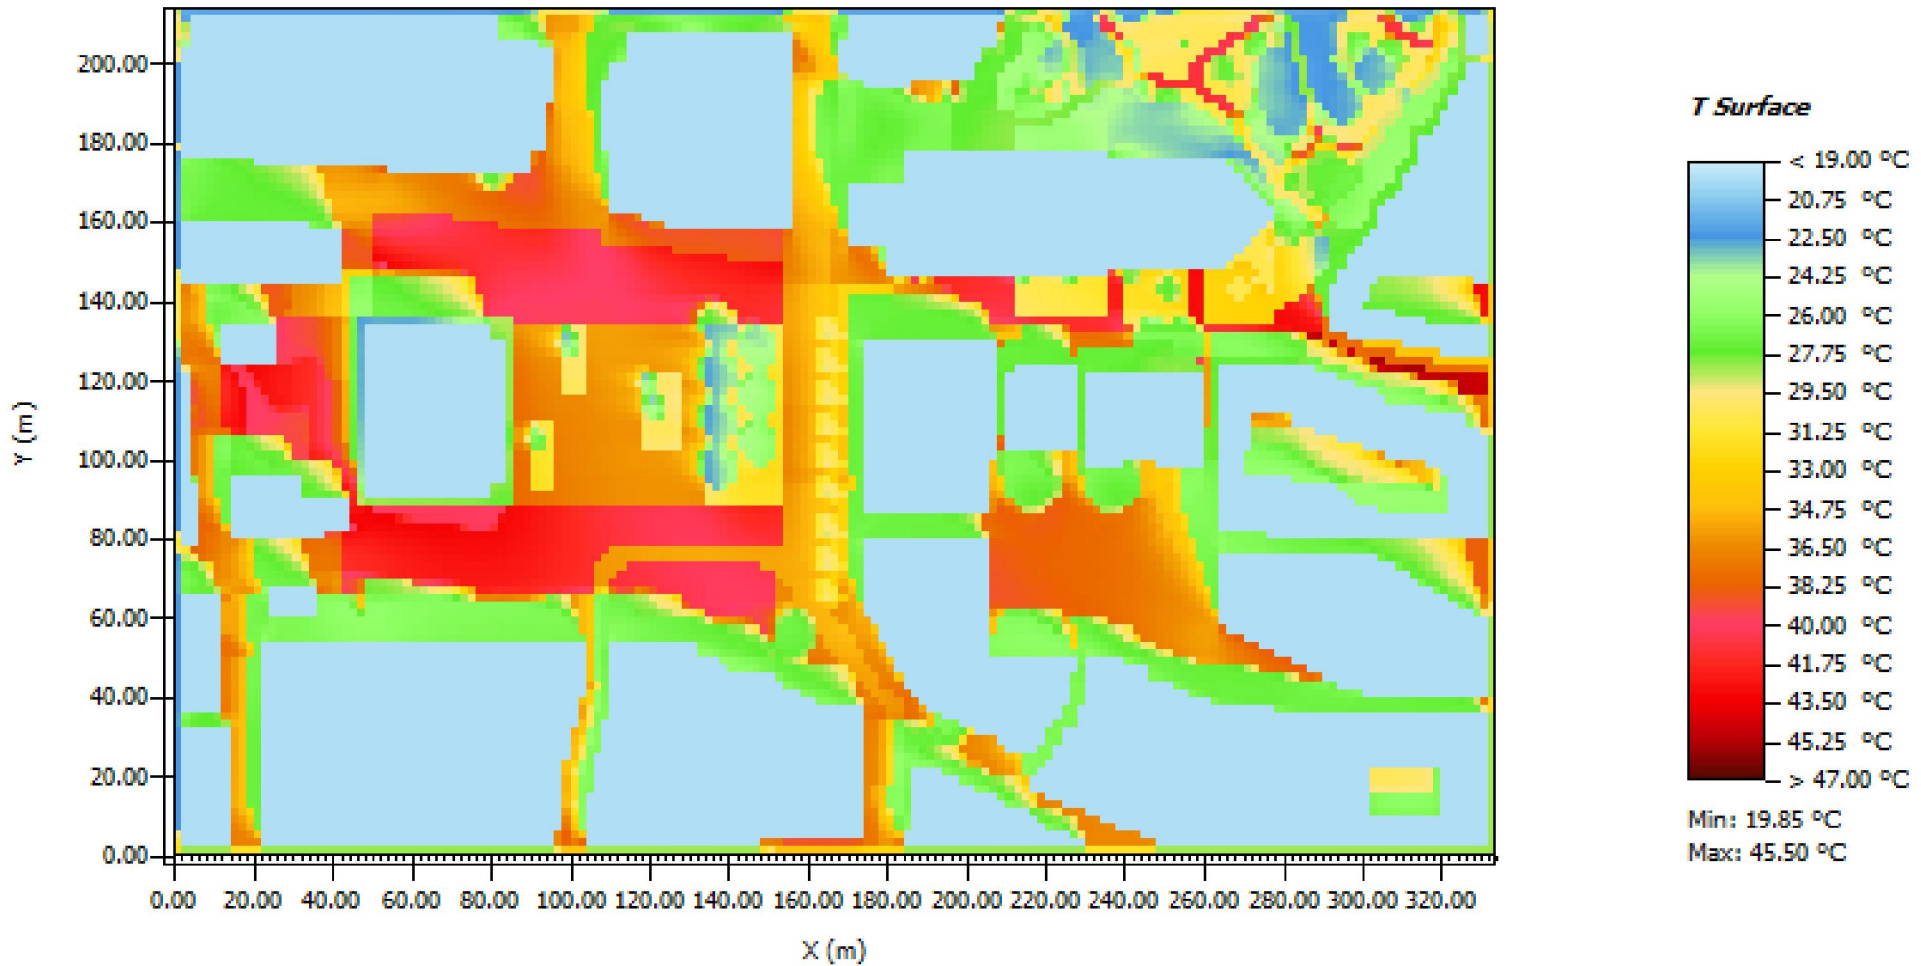 200.00
180.00
160.00
140.00
120.00
100.00
80.00
60.00
40.00
20.00
0.00
Y (m)
0.00 20.00 40.00 60.00 80.00 100.00 120.00 140.00 160.00 180.00 200.00 220.00 240.00 260.00 280.00 300.00 320.00
X (m)
T Surface
< 19.00 °C
20.75 °C
22.50 °C
24.25 °C
26.00 °C
27.75 °C
29.50 °C
31.25 °C
33.00 °C
34.75 °C
36.50 °C
38.25 °C
40.00 °C
41.75 °C
43.50 °C
45.25 °C
> 47.00 °C
Min: 19.85 °C
Max: 45.50 °C